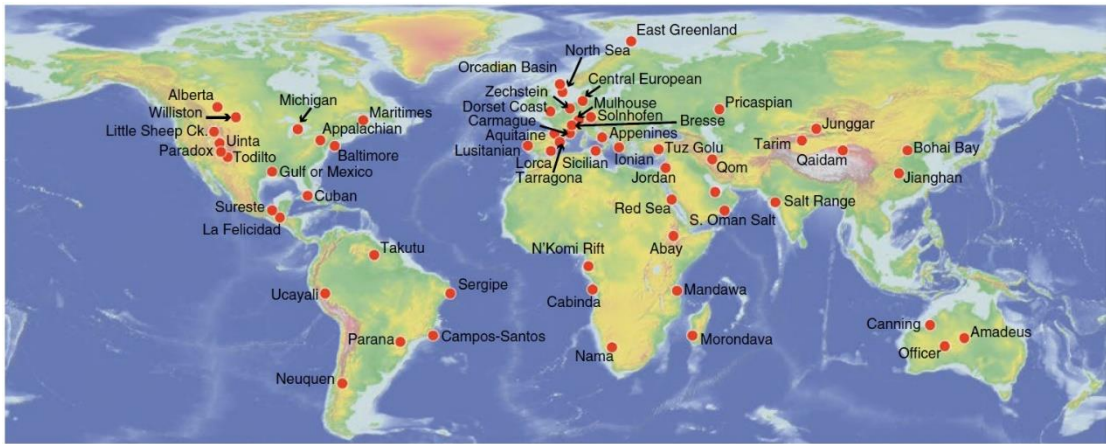 East Greenland
North Sea
Orcadian Basin
Central European
Zechstein
Alberta
Michigan
Dorset Coast
Mulhouse
Pricaspian
Williston
Maritimes
Carmague
Solnhofen
Bresse
Little Sheep Ck.
Appalachian
Aquitaine
Appenines
Junggar
Uinta
Tarim
Paradox
Baltimore
Lusitanian
Tuz Golu
Bohai Bay
Todilto
Lorca
Sicilian
Ionian
Qom
Qaidam
Gulf or Mexico
Tarragona
Jordan
Jianghan
Cuban
Sureste
Red Sea
Salt Range
S. Oman Salt
La Felicidad
Abay
Takutu
N'Komi Rift
Ucayali
Sergipe
Cabinda
Mandawa
Parana
Campos-Santos
Nama
Morondava
Canning
Amadeus
Officer
Neuquen